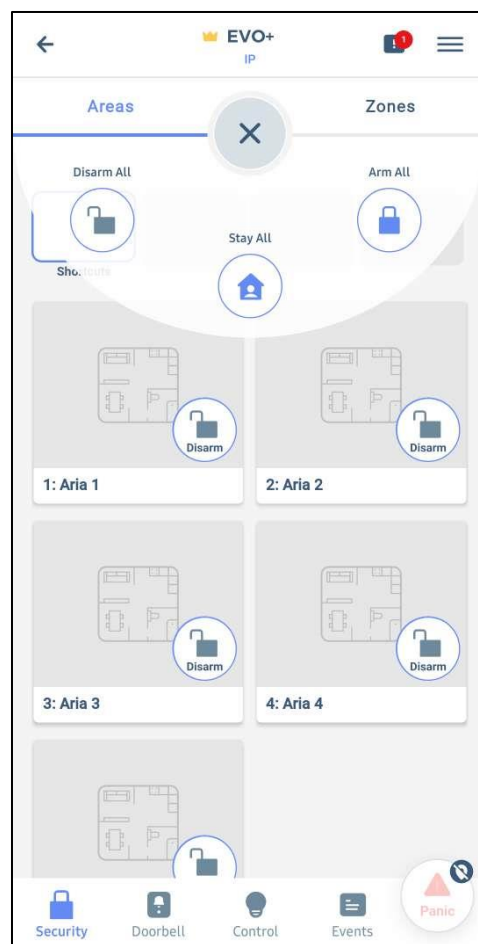 EVO+
IP
1
Areas
Zones
Disarm All
Arm All
Stay All
Shortcuts
Disarm
Disarm
1: Aria 1
2: Aria 2
Disarm
Disarm
3: Aria 3
4: Aria 4
Security
Doorbell
Control
Events
Panic